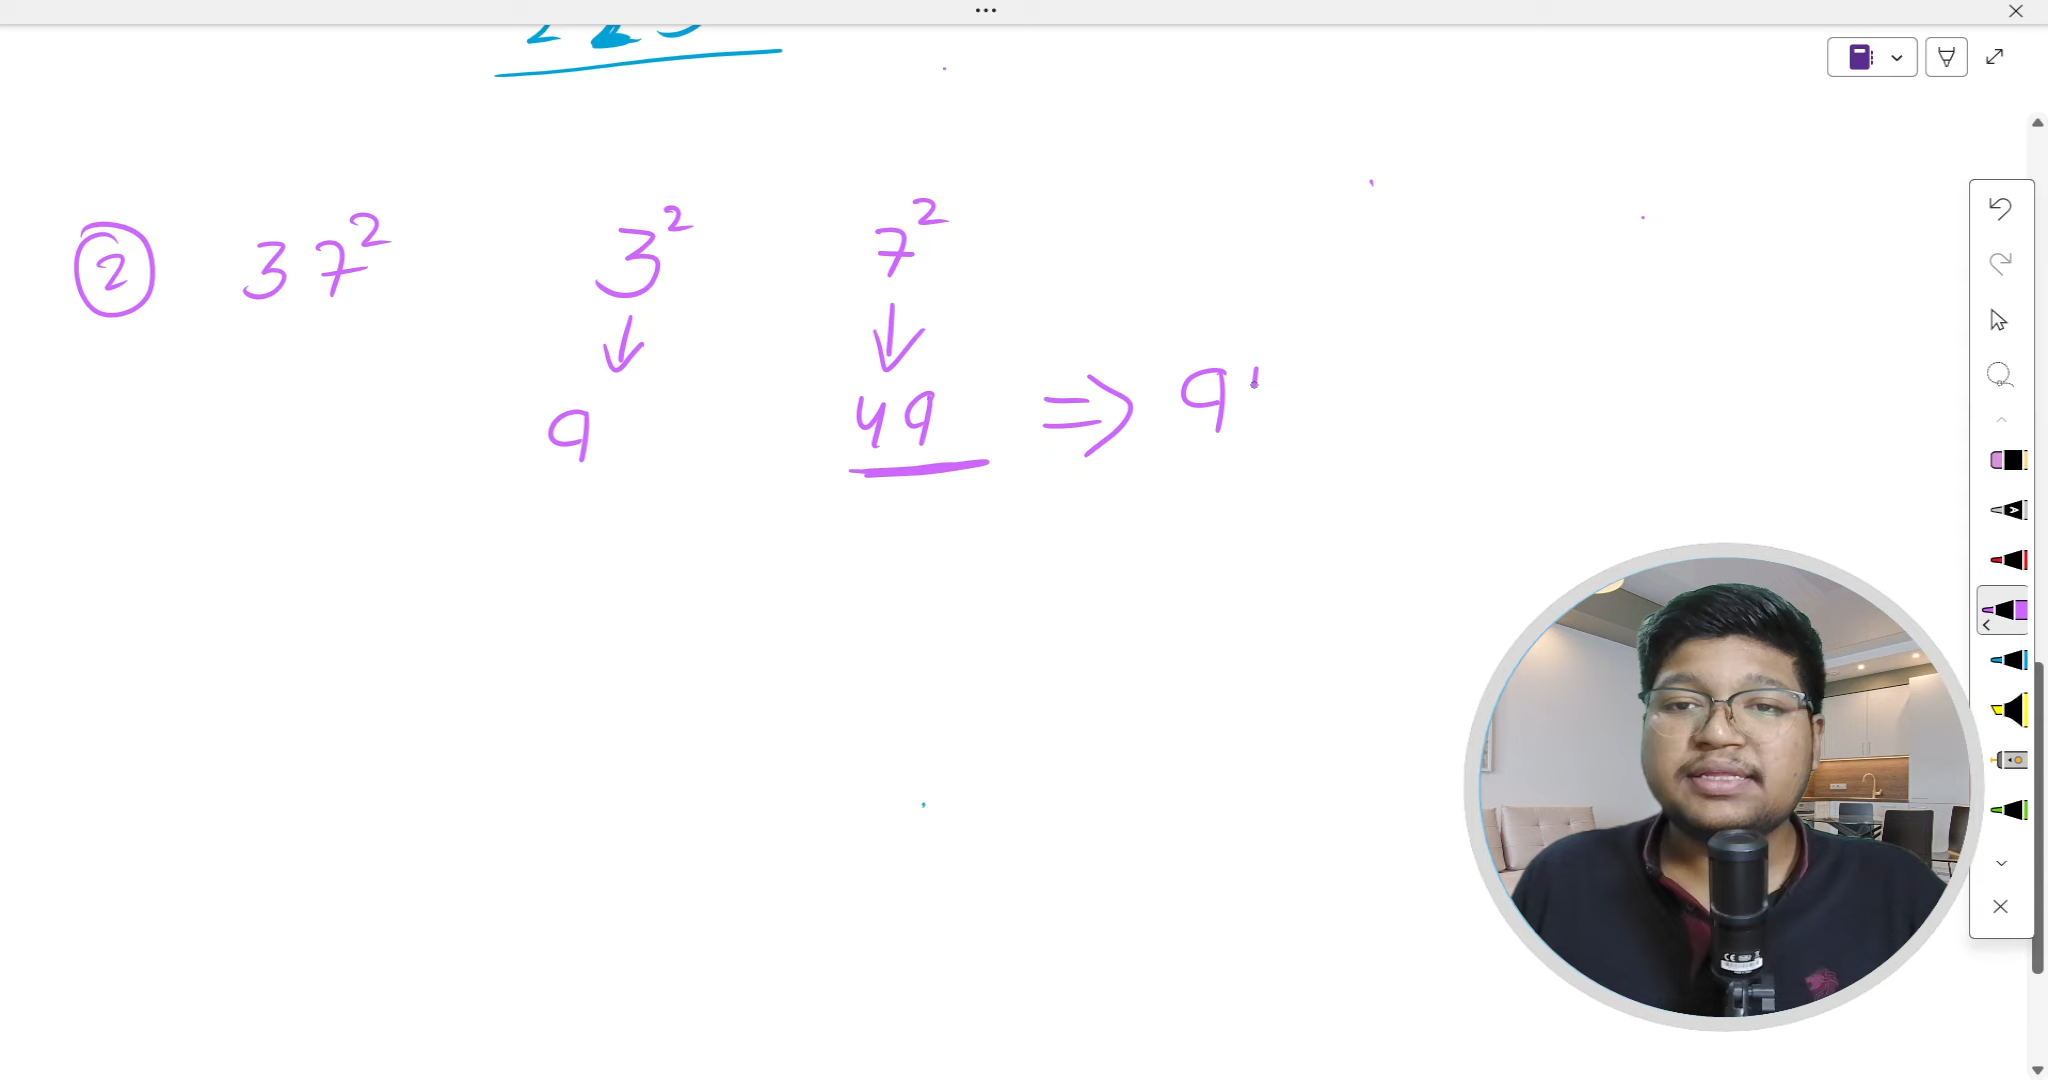 ② 37² 3² 7²
↓ ↓
9 49 ⇒ 9